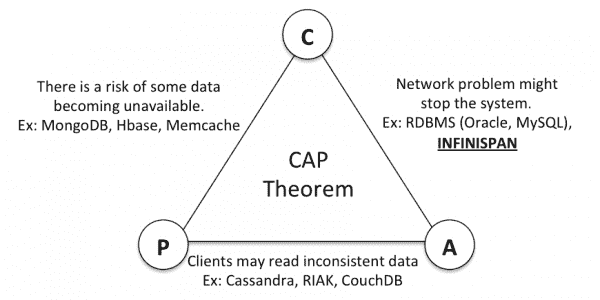 C
There is a risk of some data
becoming unavailable.
Ex: MongoDB, Hbase, Memcache
Network problem might
stop the system.
Ex: RDBMS (Oracle, MySQL),
INFINISPAN
CAP
Theorem
P
A
Clients may read inconsistent data
Ex: Cassandra, RIAK, CouchDB